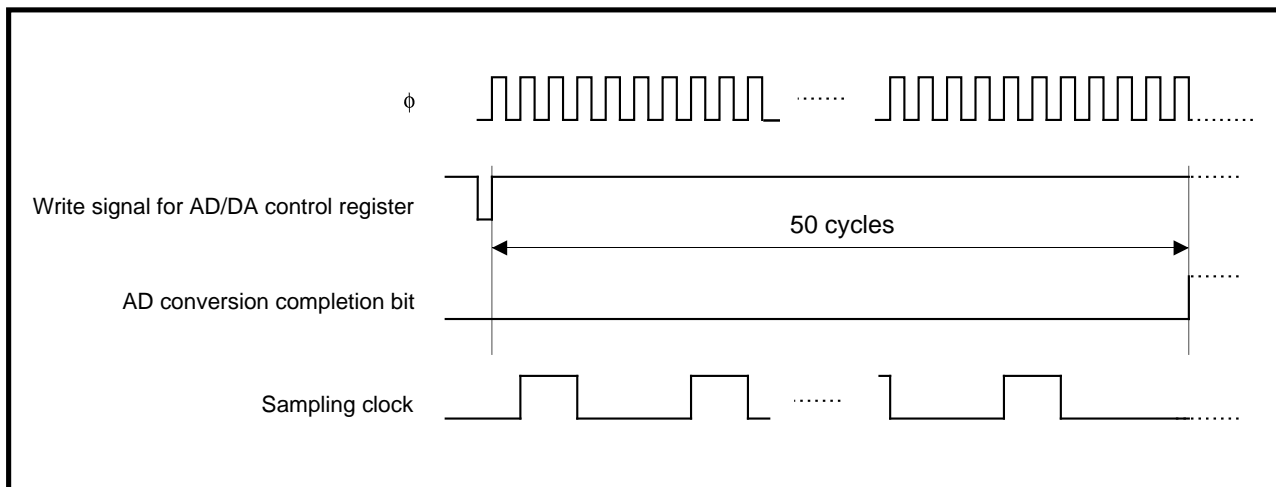 ϕ
Write signal for AD/DA control register
50 cycles
AD conversion completion bit
Sampling clock